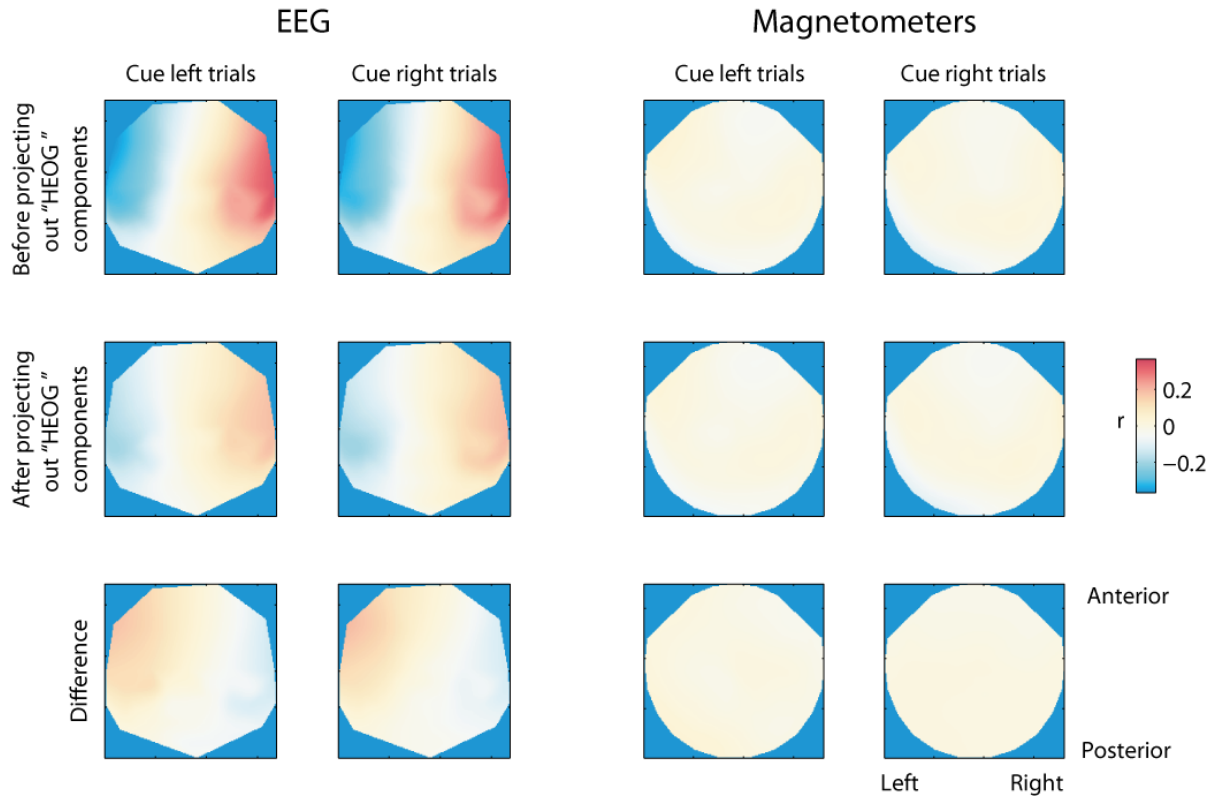 EEG
Magnetometers
Cue left trials
Cue right trials
Cue left trials
Cue right trials
Before projecting
out “HEOG ”
components
After projecting
out “HEOG ”
components
r
0.2
0
−0.2
Difference
Anterior
Posterior
Left
Right